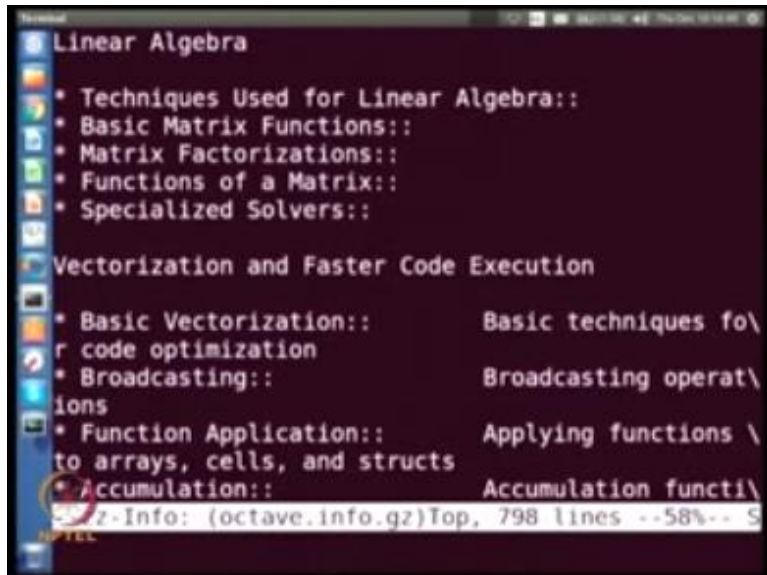 Terminal
Linear Algebra
* Techniques Used for Linear Algebra::
* Basic Matrix Functions::
* Matrix Factorizations::
* Functions of a Matrix::
* Specialized Solvers::
Vectorization and Faster Code Execution
* Basic Vectorization:: Basic techniques fo\
r code optimization
* Broadcasting:: Broadcasting operat\
ions
* Function Application:: Applying functions \
to arrays, cells, and structs
* Accumulation:: Accumulation functi\
z-Info: (octave.info.gz)Top, 798 lines --58%-- S
NPTEL